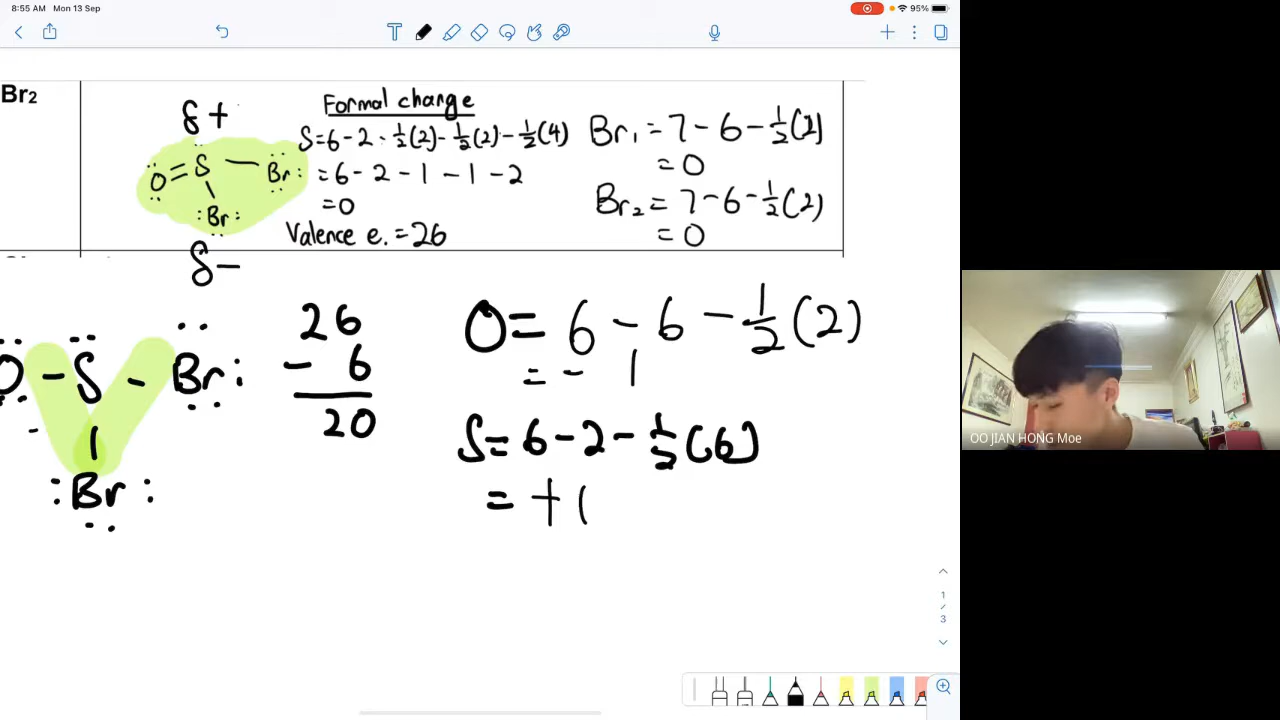 8:55 AM Mon 13 Sep
95%
T
Br₂
δ+
Formal change
S=6-2-½(2)-½(2)-½(4)
=6-2-1-1-2
=0
Valence e.=26
O=S-Br:
:Br:
δ-
Br₁=7-6-½(2)
=0
Br₂=7-6-½(2)
=0
O-S-Br:
:Br:
26
-6
20
O=6-6-½(2)
=-1
S=6-2-½(6)
=+1
1
/
3
OO JIAN HONG Moe